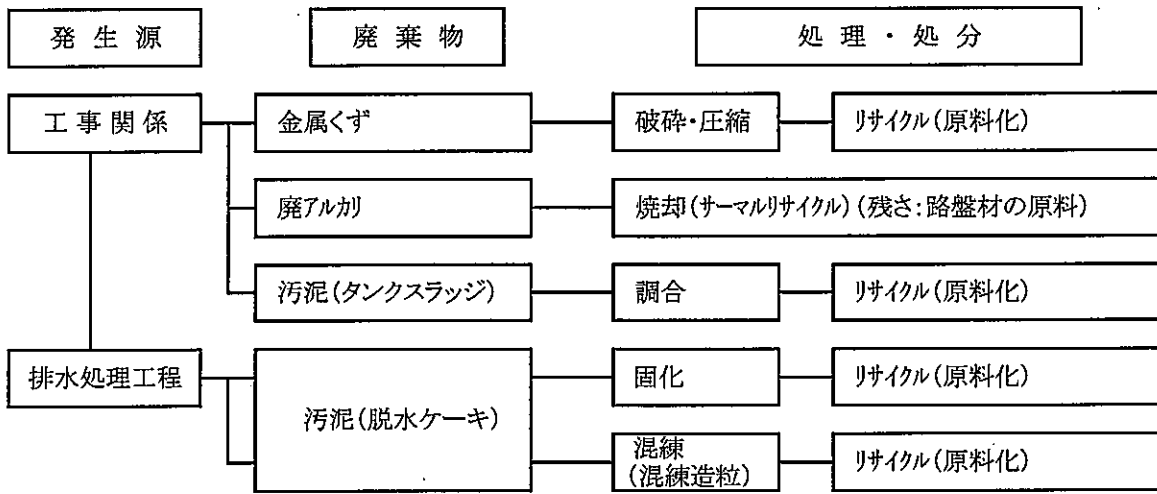 発生源
廃棄物
処理・処分
工事関係
金属くず
破砕・圧縮
リサイクル(原料化)
廃アルカリ
焼却(サーマルリサイクル)(残さ:路盤材の原料)
汚泥(タンクスラッジ)
調合
リサイクル(原料化)
排水処理工程
汚泥(脱水ケーキ)
固化
リサイクル(原料化)
混練
(混練造粒)
リサイクル(原料化)